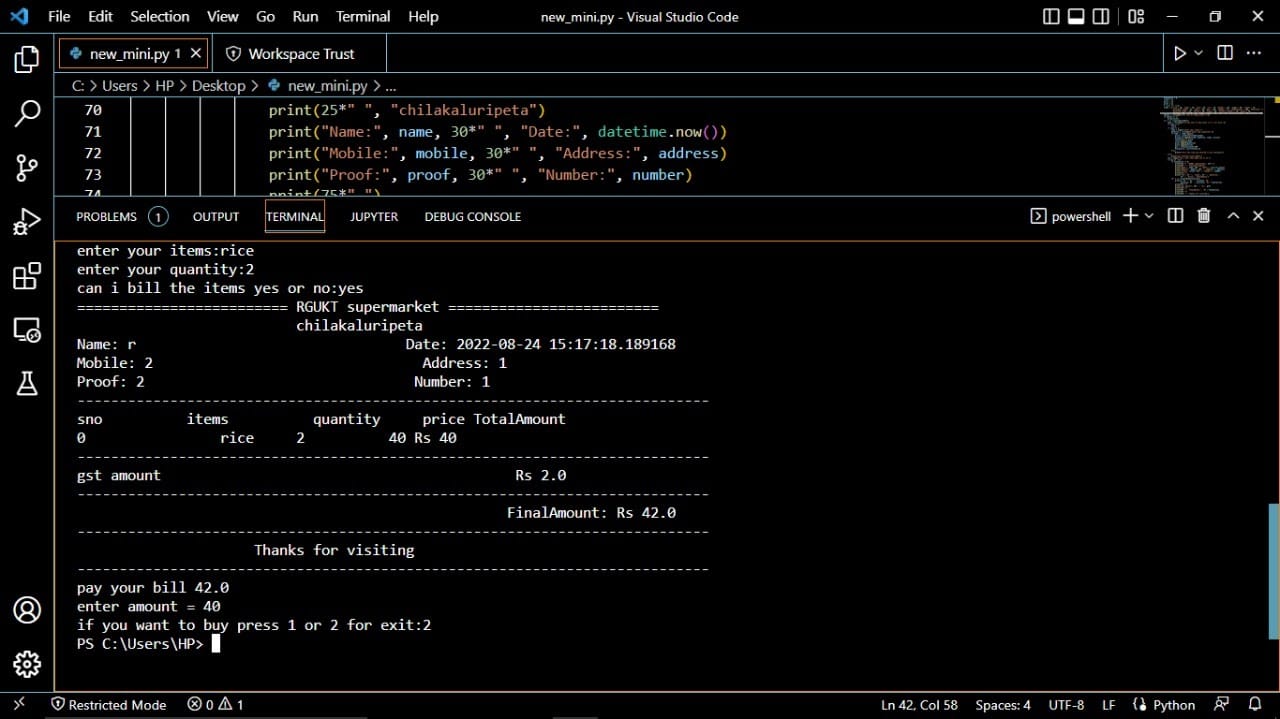 File Edit Selection View Go Run Terminal Help new_mini.py - Visual Studio Code
new_mini.py 1 Workspace Trust
C: > Users > HP > Desktop > new_mini.py > ...
70 print(25*" ", "chilakaluripeta")
71 print("Name:", name, 30*" ", "Date:", datetime.now())
72 print("Mobile:", mobile, 30*" ", "Address:", address)
73 print("Proof:", proof, 30*" ", "Number:", number)
74 print(75*"-")
PROBLEMS 1 OUTPUT TERMINAL JUPYTER DEBUG CONSOLE powershell
enter your items:rice
enter your quantity:2
can i bill the items yes or no:yes
========================= RGUKT supermarket =========================
chilakaluripeta
Name: r Date: 2022-08-24 15:17:18.189168
Mobile: 2 Address: 1
Proof: 2 Number: 1
---------------------------------------------------------------------------
sno items quantity price TotalAmount
0 rice 2 40 Rs 40
---------------------------------------------------------------------------
gst amount Rs 2.0
---------------------------------------------------------------------------
FinalAmount: Rs 42.0
---------------------------------------------------------------------------
Thanks for visiting
---------------------------------------------------------------------------
pay your bill 42.0
enter amount = 40
if you want to buy press 1 or 2 for exit:2
PS C:\Users\HP>
Restricted Mode 0 1 Ln 42, Col 58 Spaces: 4 UTF-8 LF Python